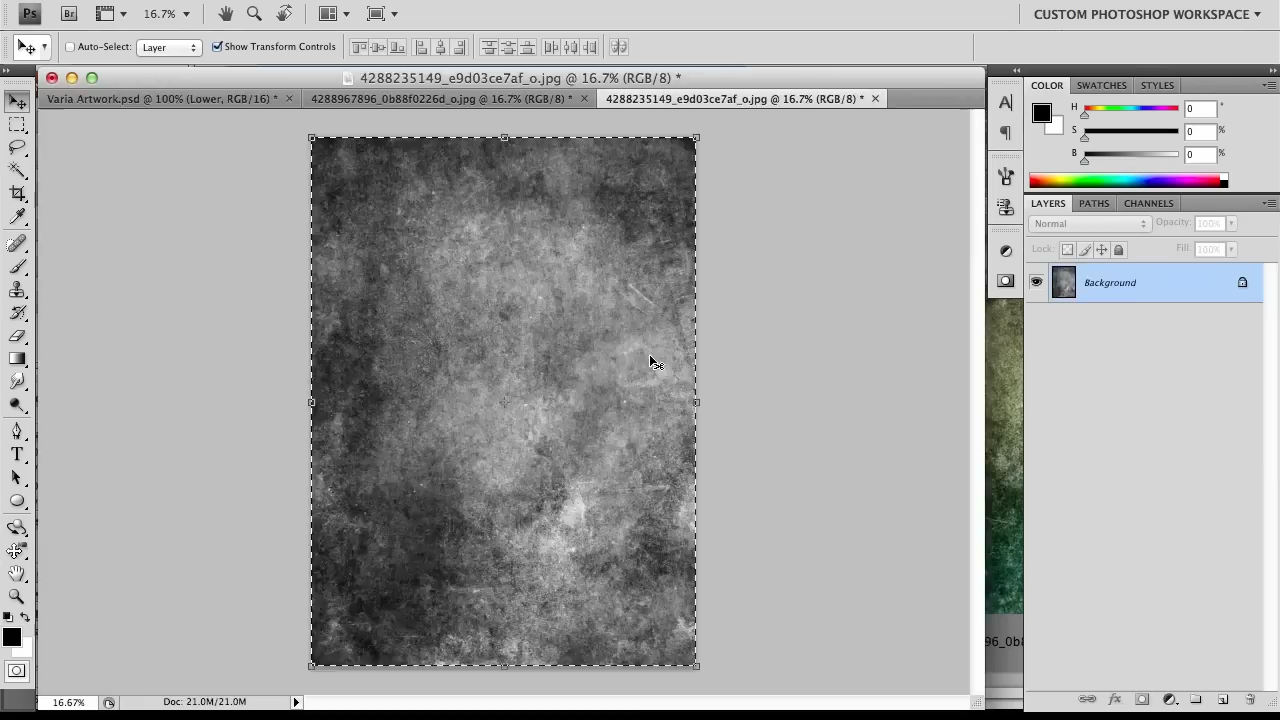 Ps Br 16.7% CUSTOM PHOTOSHOP WORKSPACE
Auto-Select: Layer Show Transform Controls
4288235149_e9d03ce7af_o.jpg @ 16.7% (RGB/8) *
Varia Artwork.psd @ 100% (Lower, RGB/16) * 4288967896_0b88f0226d_o.jpg @ 16.7% (RGB/8) * 4288235149_e9d03ce7af_o.jpg @ 16.7% (RGB/8) *
COLOR SWATCHES STYLES
H 0 °
S 0 %
B 0 %
LAYERS PATHS CHANNELS
Normal Opacity: 100%
Lock: Fill: 100%
Background
96_0b8
16.67% Doc: 21.0M/21.0M